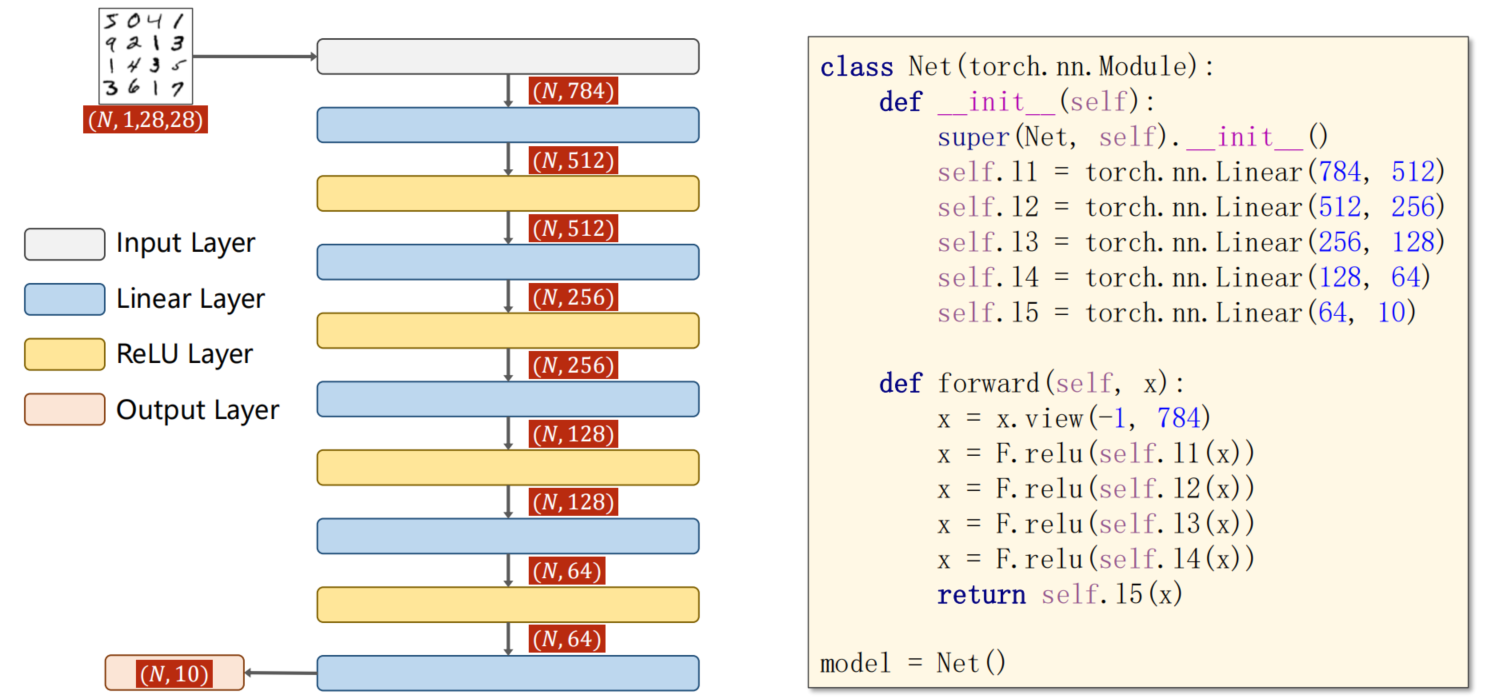 5 0 4 1
9 2 1 3
1 4 3 5
3 6 1 7
(N, 1,28,28)
(N, 784)
(N, 512)
(N, 512)
(N, 256)
(N, 256)
(N, 128)
(N, 128)
(N, 64)
(N, 64)
(N, 10)
Input Layer
Linear Layer
ReLU Layer
Output Layer
class Net(torch.nn.Module):
    def __init__(self):
        super(Net, self).__init__()
        self.l1 = torch.nn.Linear(784, 512)
        self.l2 = torch.nn.Linear(512, 256)
        self.l3 = torch.nn.Linear(256, 128)
        self.l4 = torch.nn.Linear(128, 64)
        self.l5 = torch.nn.Linear(64, 10)
    def forward(self, x):
        x = x.view(-1, 784)
        x = F.relu(self.l1(x))
        x = F.relu(self.l2(x))
        x = F.relu(self.l3(x))
        x = F.relu(self.l4(x))
        return self.l5(x)
model = Net()